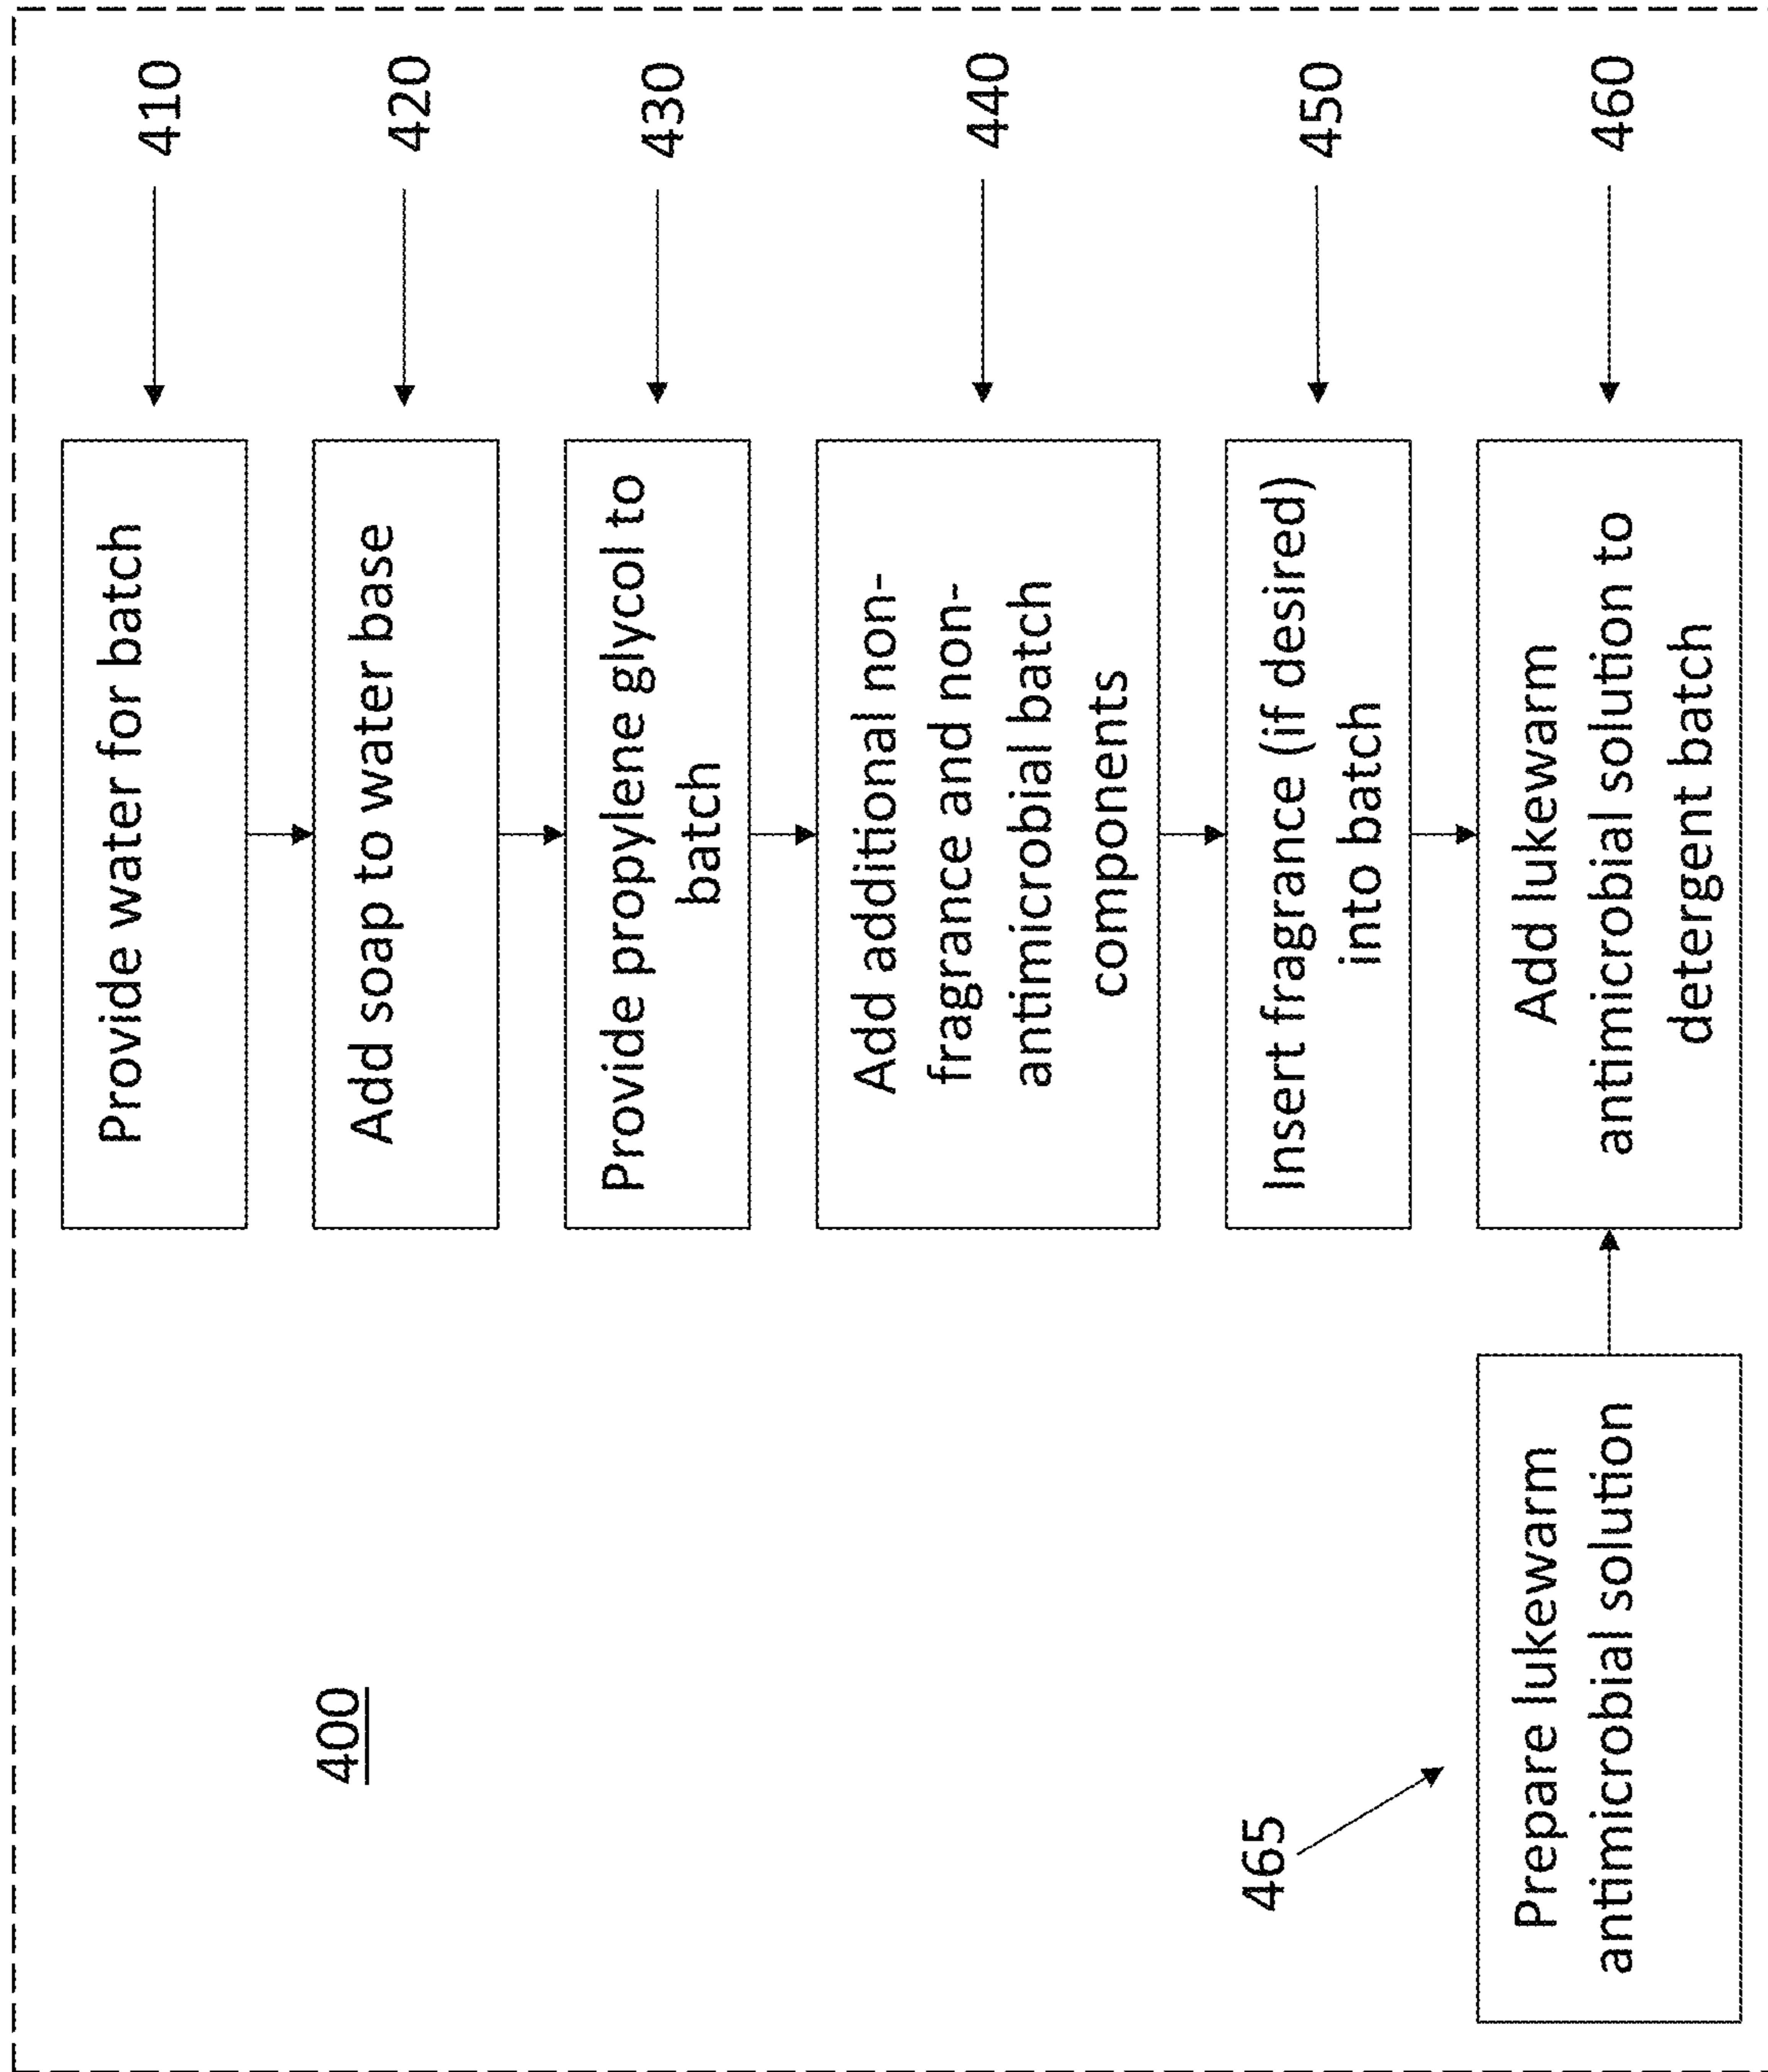 400
Provide water for batch
410
Add soap to water base
420
Provide propylene glycol to
batch
430
Add additional non-
fragrance and non-
antimicrobial batch
components
440
Insert fragrance (if desired)
into batch
450
465
Prepare lukewarm
antimicrobial solution
Add lukewarm
antimicrobial solution to
detergent batch
460